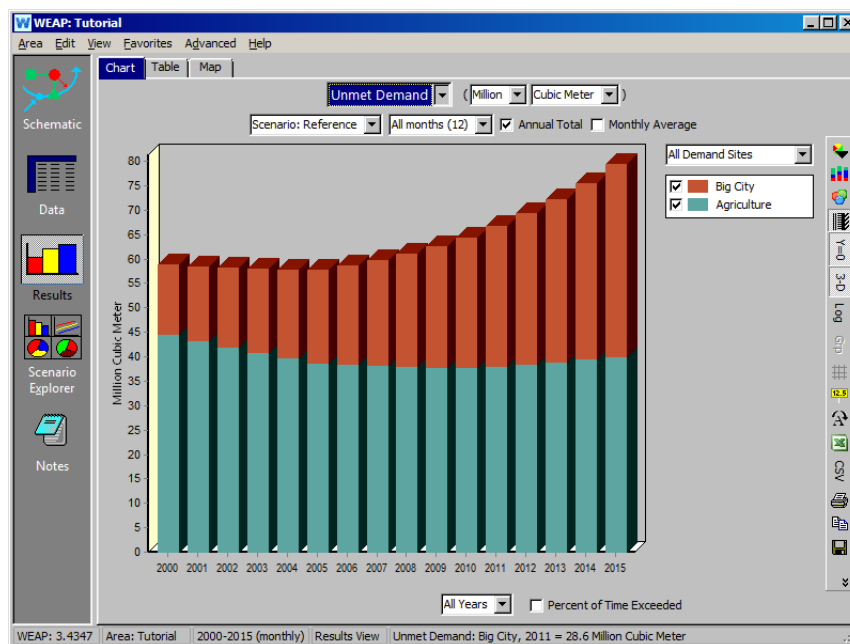 WEAP: Tutorial
Area Edit View Favorites Advanced Help
Chart Table Map
Unmet Demand ( Million Cubic Meter )
Scenario: Reference All months (12) Annual Total Monthly Average
All Demand Sites
Big City
Agriculture
Schematic
Data
Results
Scenario
Explorer
Notes
Million Cubic Meter
80
75
70
65
60
55
50
45
40
35
30
25
20
15
10
5
0
2000 2001 2002 2003 2004 2005 2006 2007 2008 2009 2010 2011 2012 2013 2014 2015
Y=0
3-D
Log
Grp
12.5
CSV
All Years Percent of Time Exceeded
WEAP: 3.4347 Area: Tutorial 2000-2015 (monthly) Results View Unmet Demand: Big City, 2011 = 28.6 Million Cubic Meter